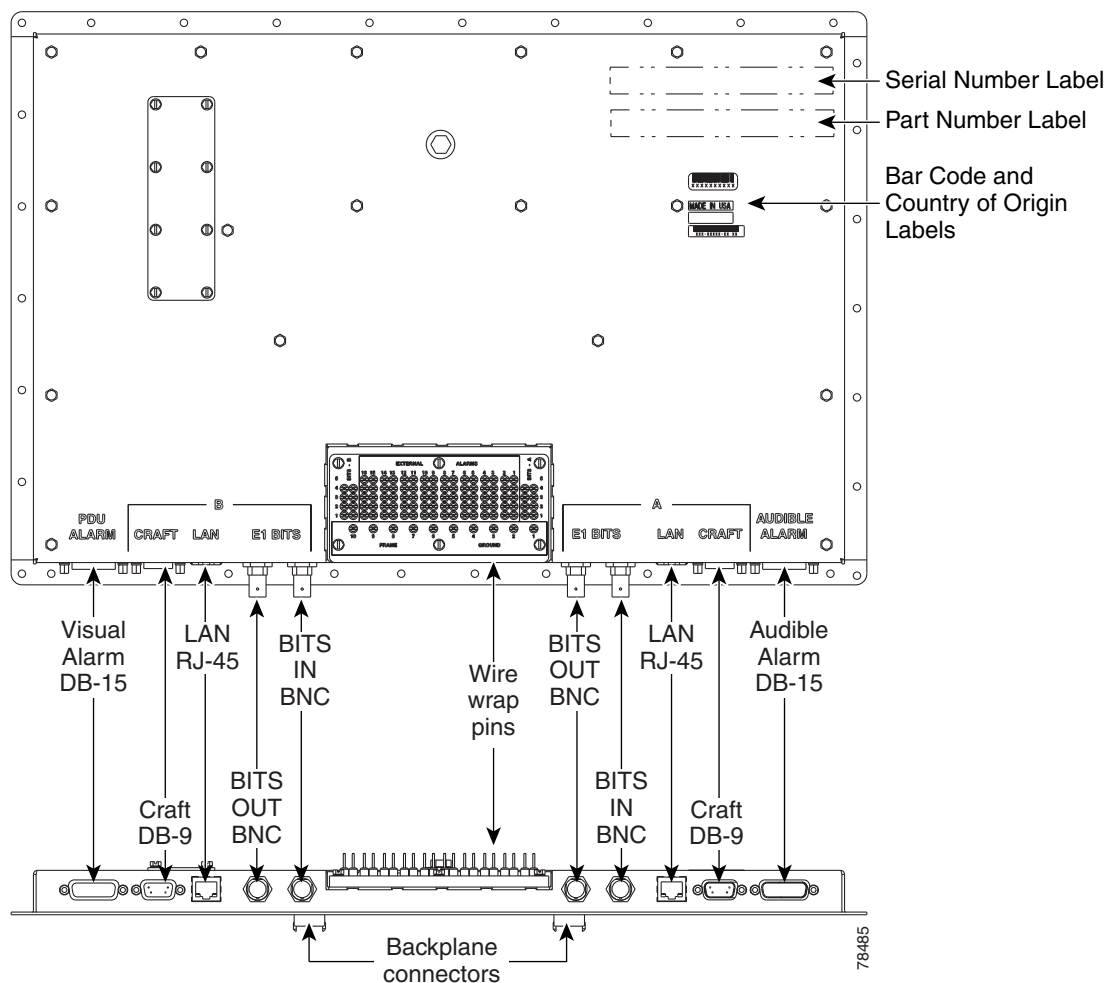 Serial Number Label
Part Number Label
Bar Code and
Country of Origin
Labels
XXXXXXXXXX
MADE IN USA
EXTERNAL ALARMS
BITS - B
BITS - A
FRAME GROUND
B
A
PDU
ALARM
CRAFT
LAN
E1 BITS
E1 BITS
LAN
CRAFT
AUDIBLE
ALARM
Visual
Alarm
DB-15
LAN
RJ-45
BITS
IN
BNC
Wire
wrap
pins
BITS
OUT
BNC
LAN
RJ-45
Audible
Alarm
DB-15
Craft
DB-9
BITS
OUT
BNC
BITS
IN
BNC
Craft
DB-9
Backplane
connectors
78485